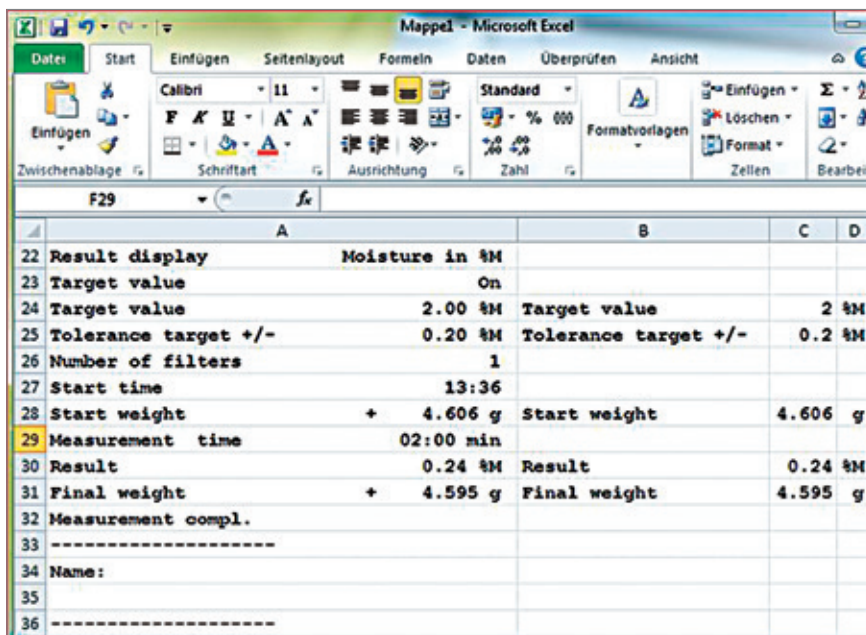 Mappe1 - Microsoft Excel
Datei Start Einfügen Seitenlayout Formeln Daten Überprüfen Ansicht
Einfügen
Calibri 11
F K U A A
A
Standard
% 000
Formatvorlagen
Einfügen
Löschen
Format
Σ
Zwischenablage Schriftart Ausrichtung Zahl Zellen Bearbei
F29 fx
A B C D
22 Result display Moisture in %M
23 Target value On
24 Target value 2.00 %M Target value 2 %M
25 Tolerance target +/- 0.20 %M Tolerance target +/- 0.2 %M
26 Number of filters 1
27 Start time 13:36
28 Start weight + 4.606 g Start weight 4.606 g
29 Measurement time 02:00 min
30 Result 0.24 %M Result 0.24 %M
31 Final weight + 4.595 g Final weight 4.595 g
32 Measurement compl.
33 --------------------
34 Name:
35
36 --------------------